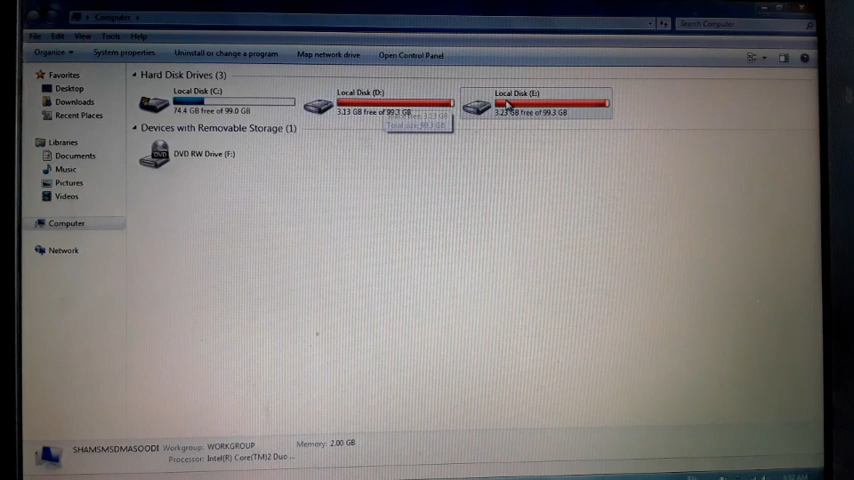 Computer
Search Computer
File Edit View Tools Help
Organize System properties Uninstall or change a program Map network drive Open Control Panel
Favorites
Desktop
Downloads
Recent Places
Libraries
Documents
Music
Pictures
Videos
Computer
Network
Hard Disk Drives (3)
Local Disk (C:)
74.4 GB free of 99.0 GB
Local Disk (D:)
3.13 GB free of 99.3 GB
Local Disk (E:)
3.23 GB free of 99.3 GB
Devices with Removable Storage (1)
DVD RW Drive (F:)
SHAMSMSDMASOODI Workgroup: WORKGROUP Memory: 2.00 GB
Processor: Intel(R) Core(TM)2 Duo ...